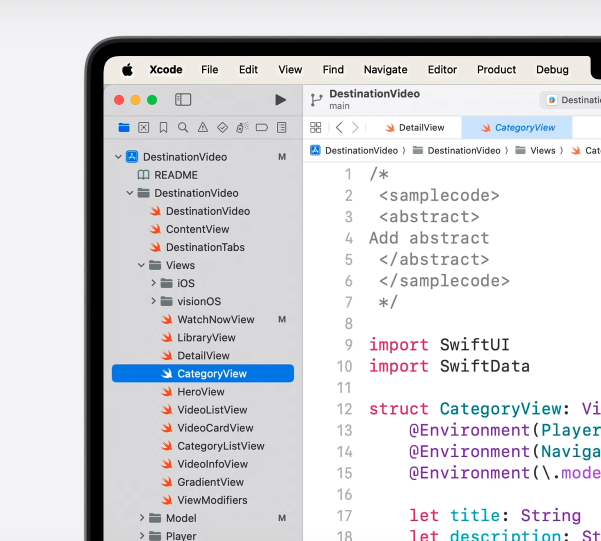 Xcode File Edit View Find Navigate Editor Product Debug
DestinationVideo
main
DetailView
CategoryView
DestinationVideo
M
README
DestinationVideo
DestinationVideo
ContentView
DestinationTabs
Views
iOS
visionOS
WatchNowView
M
LibraryView
DetailView
CategoryView
HeroView
VideoListView
VideoCardView
CategoryListView
VideoInfoView
GradientView
ViewModifiers
Model
M
Player
DestinationVideo DestinationVideo Views
1 /*
2 <samplecode>
3 <abstract>
4 Add abstract
5 </abstract>
6 </samplecode>
7 */
8
9 import SwiftUI
10 import SwiftData
11
12 struct CategoryView: Vi
13 @Environment(Player
14 @Environment(Naviga
15 @Environment(\.mode
16
17 let title: String
18 let description: St